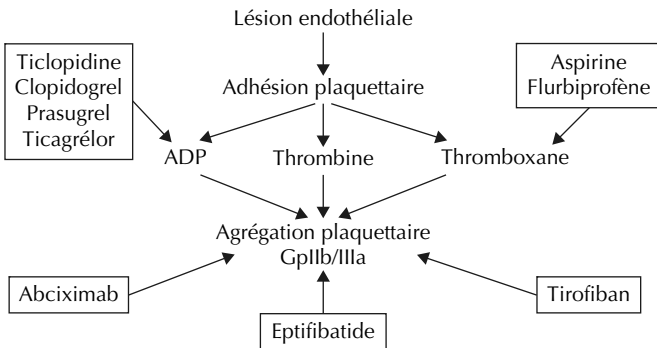 Lésion endothéliale
Ticlopidine
Clopidogrel
Prasugrel
Ticagrélor
Adhésion plaquettaire
Aspirine
Flurbiprofène
ADP
Thrombine
Thromboxane
Agrégation plaquettaire
GpIIb/IIIa
Abciximab
Eptifibatide
Tirofiban